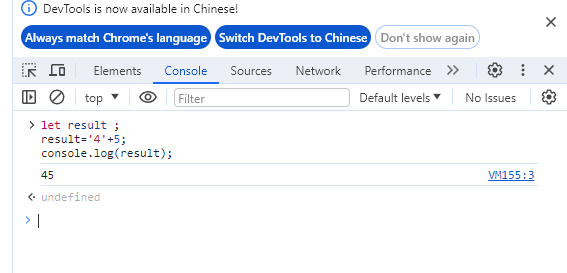 DevTools is now available in Chinese!
Always match Chrome's language Switch DevTools to Chinese Don't show again
Elements Console Sources Network Performance
top Filter Default levels No Issues
let result ;
result='4'+5;
console.log(result);
45 VM155:3
undefined